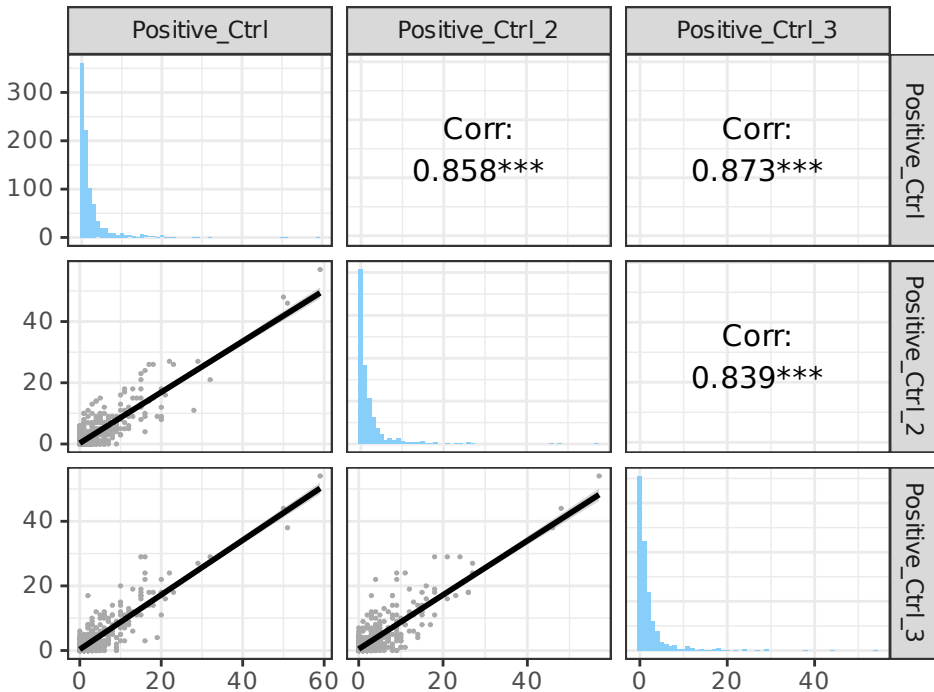 Positive_Ctrl
Positive_Ctrl_2
Positive_Ctrl_3
300
200
100
0
Corr:
0.858***
Corr:
0.873***
Positive_Ctrl
40
20
0
Corr:
0.839***
Positive_Ctrl_2
40
20
0
Positive_Ctrl_3
0 20 40 60
0 20 40
0 20 40